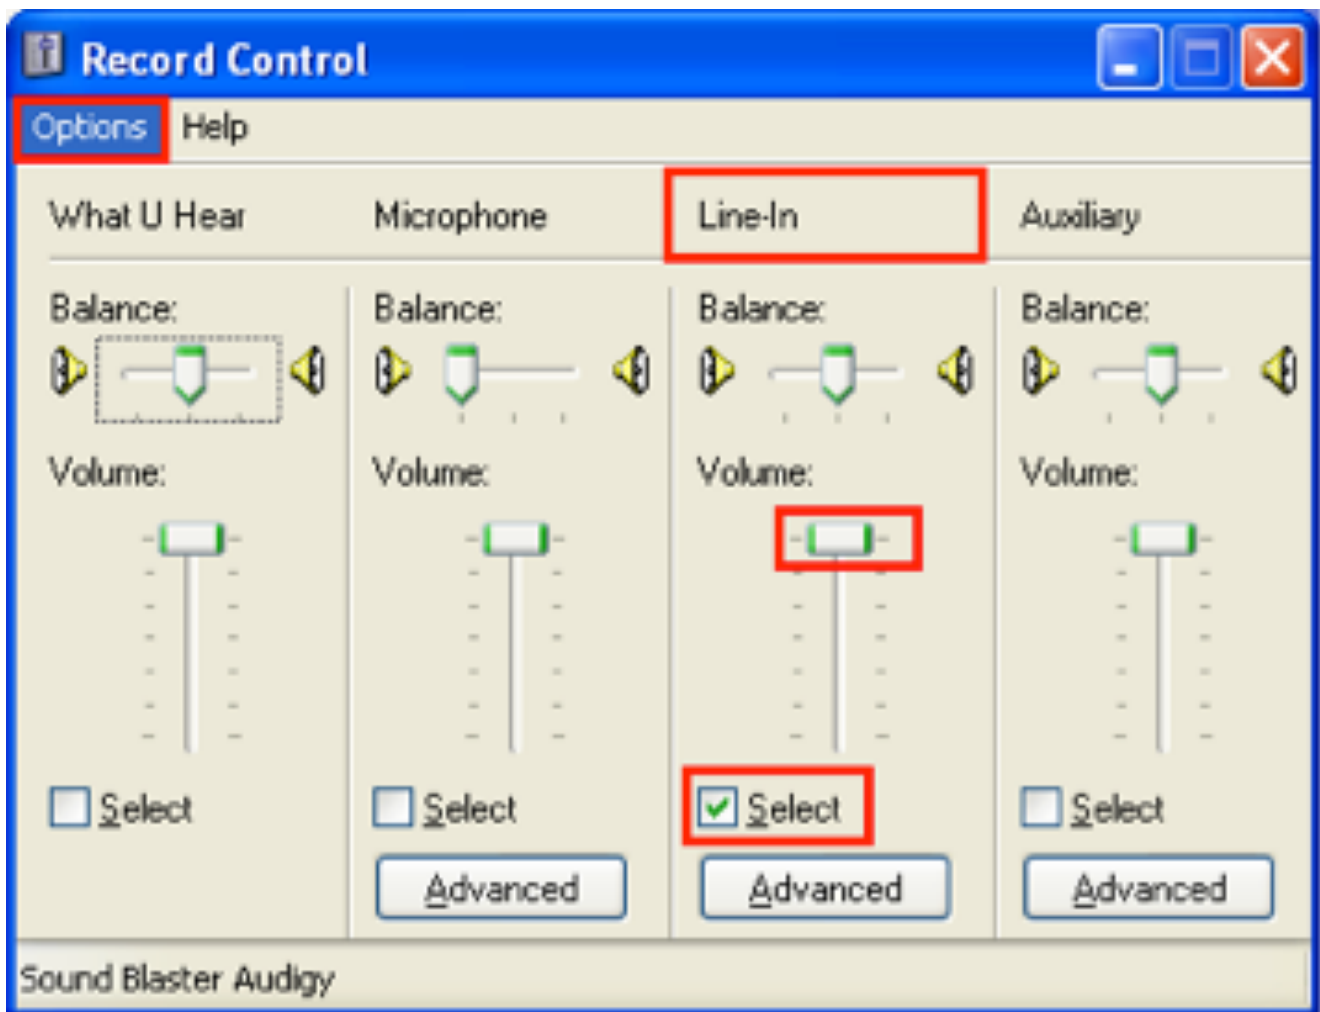 Record Control
Options Help
What U Hear Microphone Line-In Auxiliary
Balance: Balance: Balance: Balance:
Volume: Volume: Volume: Volume:
Select Select Select Select
Advanced Advanced Advanced
Sound Blaster Audigy